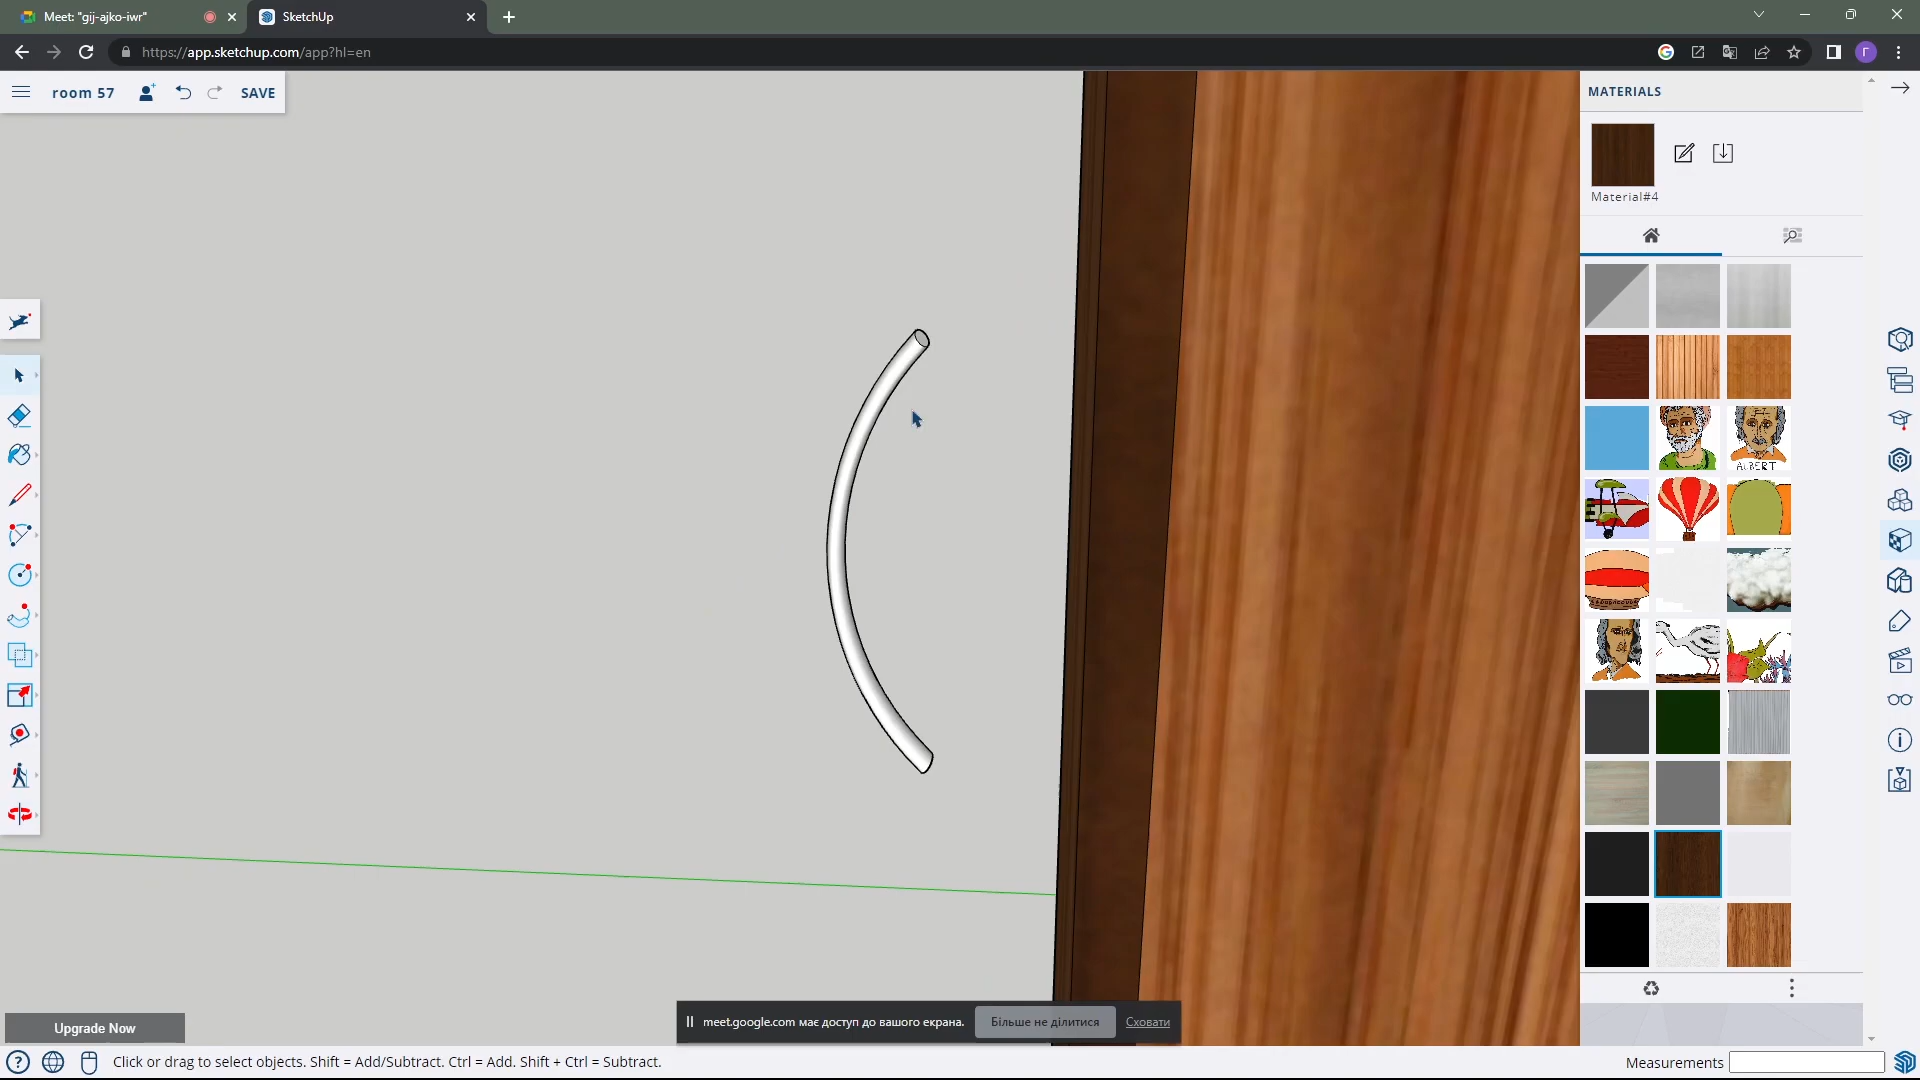 Meet: "gij-ajko-iwr"
SketchUp
https://app.sketchup.com/app?hl=en
room 57
SAVE
MATERIALS
Material#4
ALBERT
Upgrade Now
meet.google.com має доступ до вашого екрана.
Більше не ділитися
Сховати
Click or drag to select objects. Shift = Add/Subtract. Ctrl = Add. Shift + Ctrl = Subtract.
Measurements